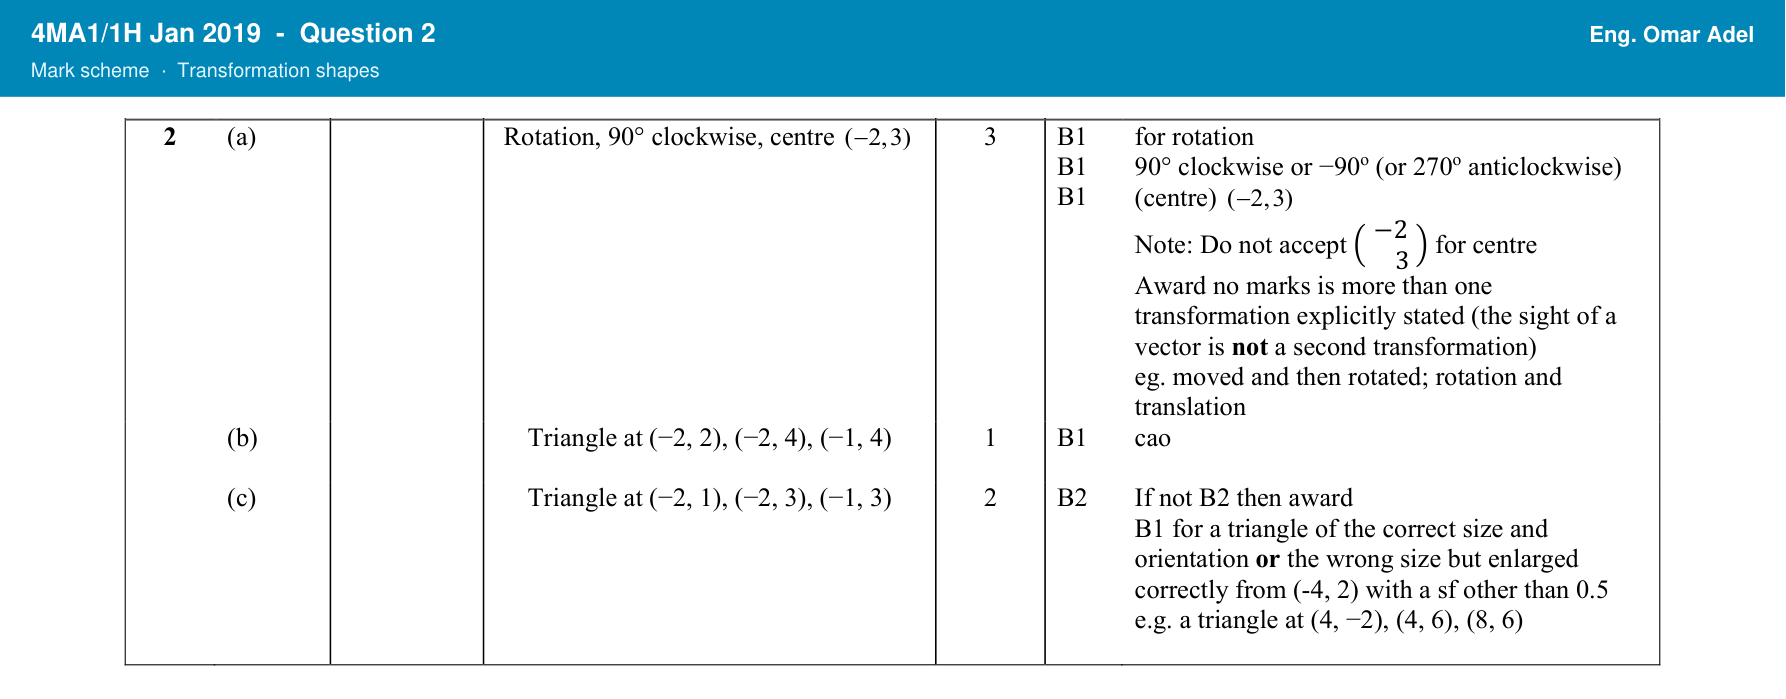 4MA1/1H Jan 2019 - Question 2
Eng. Omar Adel
Mark scheme · Transformation shapes
2 (a) Rotation, 90° clockwise, centre (−2,3) 3 B1 for rotation
B1 90° clockwise or −90º (or 270º anticlockwise)
B1 (centre) (−2,3)
Note: Do not accept (−2 3) for centre
Award no marks is more than one
transformation explicitly stated (the sight of a
vector is not a second transformation)
eg. moved and then rotated; rotation and
translation
(b) Triangle at (−2, 2), (−2, 4), (−1, 4) 1 B1 cao
(c) Triangle at (−2, 1), (−2, 3), (−1, 3) 2 B2 If not B2 then award
B1 for a triangle of the correct size and
orientation or the wrong size but enlarged
correctly from (-4, 2) with a sf other than 0.5
e.g. a triangle at (4, −2), (4, 6), (8, 6)